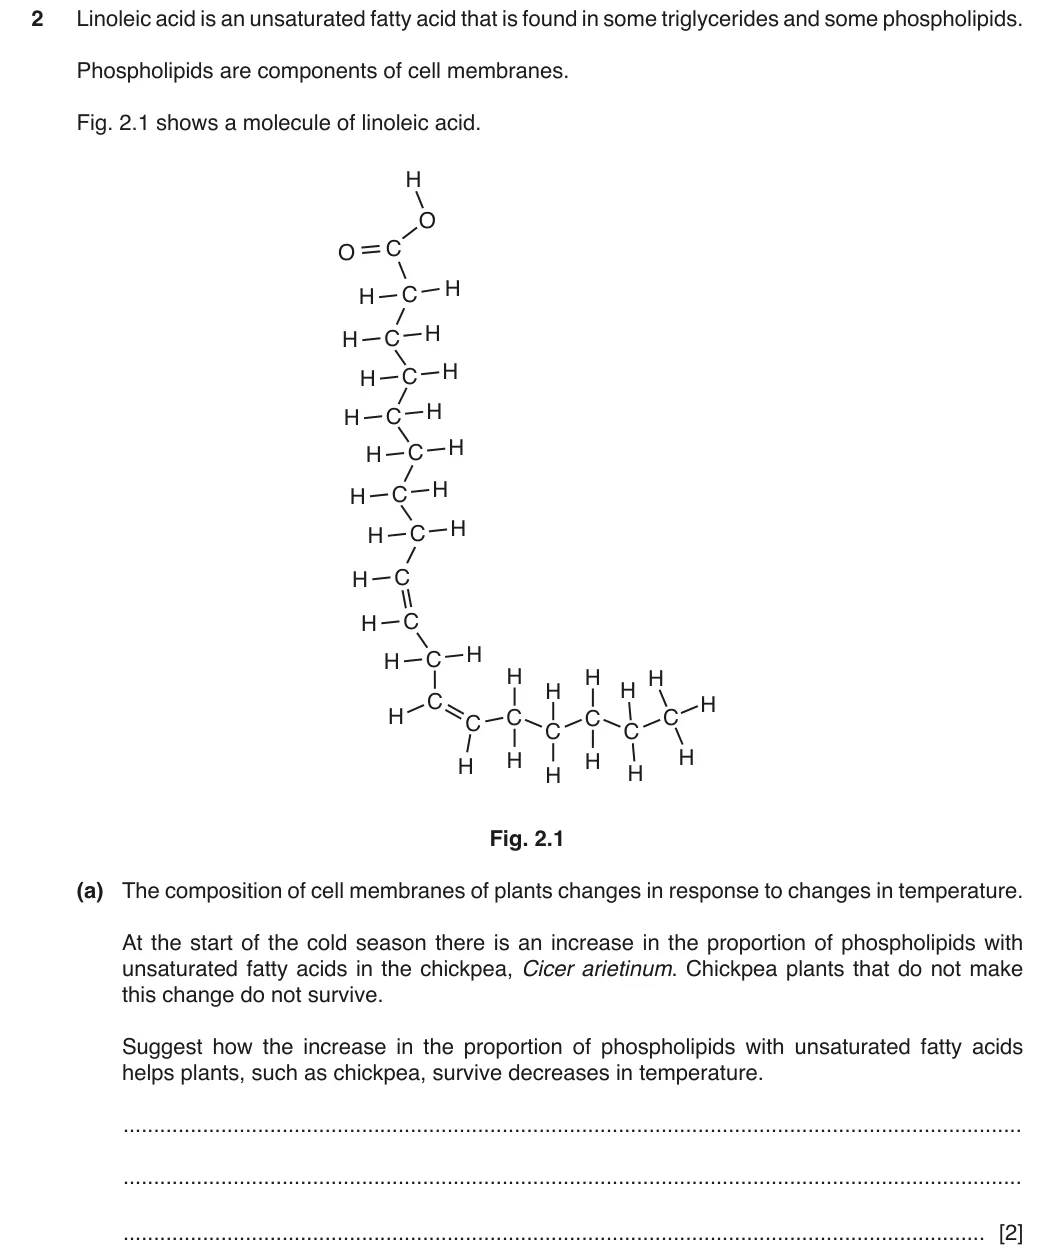 2 Linoleic acid is an unsaturated fatty acid that is found in some triglycerides and some phospholipids.
Phospholipids are components of cell membranes.
Fig. 2.1 shows a molecule of linoleic acid.
H
O
O=C
H–C–H
H–C–H
H–C–H
H–C–H
H–C–H
H–C–H
H–C–H
H–C
H–C
H–C–H
H H H H H
H C C C C C C C H
H H H H H H
Fig. 2.1
(a) The composition of cell membranes of plants changes in response to changes in temperature.
At the start of the cold season there is an increase in the proportion of phospholipids with
unsaturated fatty acids in the chickpea, Cicer arietinum. Chickpea plants that do not make
this change do not survive.
Suggest how the increase in the proportion of phospholipids with unsaturated fatty acids
helps plants, such as chickpea, survive decreases in temperature.
[2]